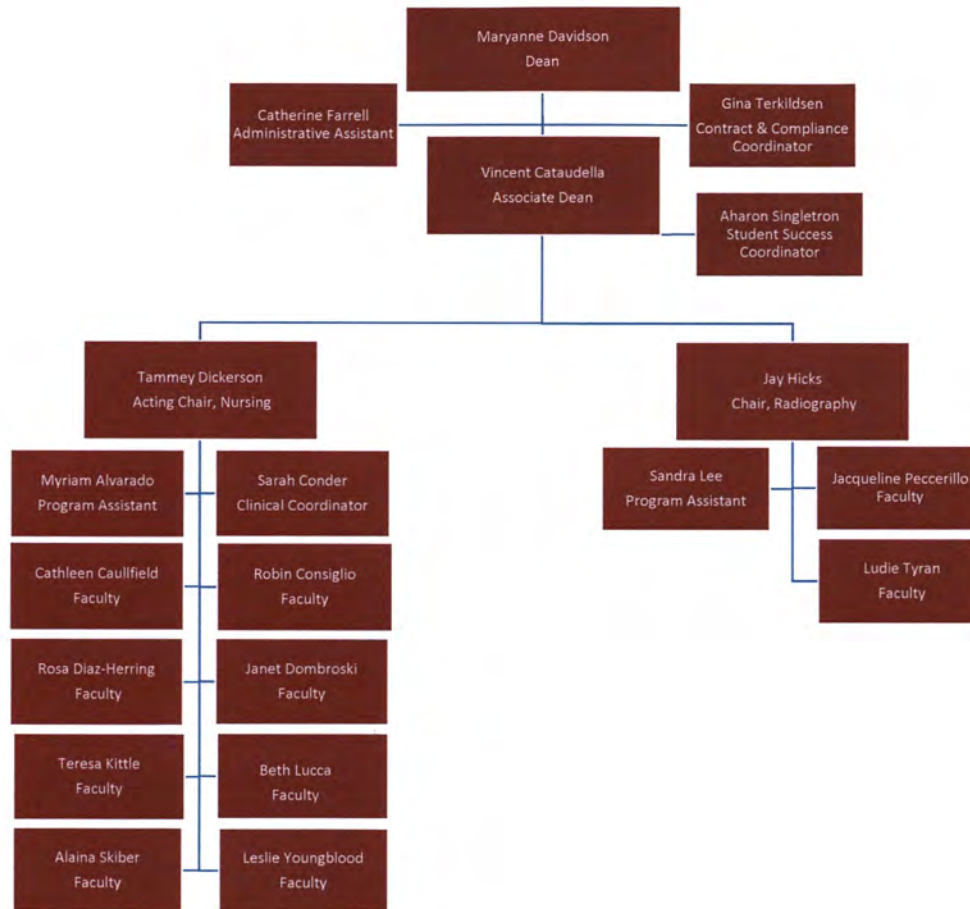 Maryanne Davidson
Dean
Catherine Farrell
Administrative Assistant
Gina Terkildsen
Contract & Compliance
Coordinator
Vincent Cataudella
Associate Dean
Aharon Singletron
Student Success
Coordinator
Tammey Dickerson
Acting Chair, Nursing
Jay Hicks
Chair, Radiography
Myriam Alvarado
Program Assistant
Sarah Conder
Clinical Coordinator
Sandra Lee
Program Assistant
Jacqueline Peccerillo
Faculty
Cathleen Caullfield
Faculty
Robin Consiglio
Faculty
Ludie Tyran
Faculty
Rosa Diaz-Herring
Faculty
Janet Dombroski
Faculty
Teresa Kittle
Faculty
Beth Lucca
Faculty
Alaina Skiber
Faculty
Leslie Youngblood
Faculty